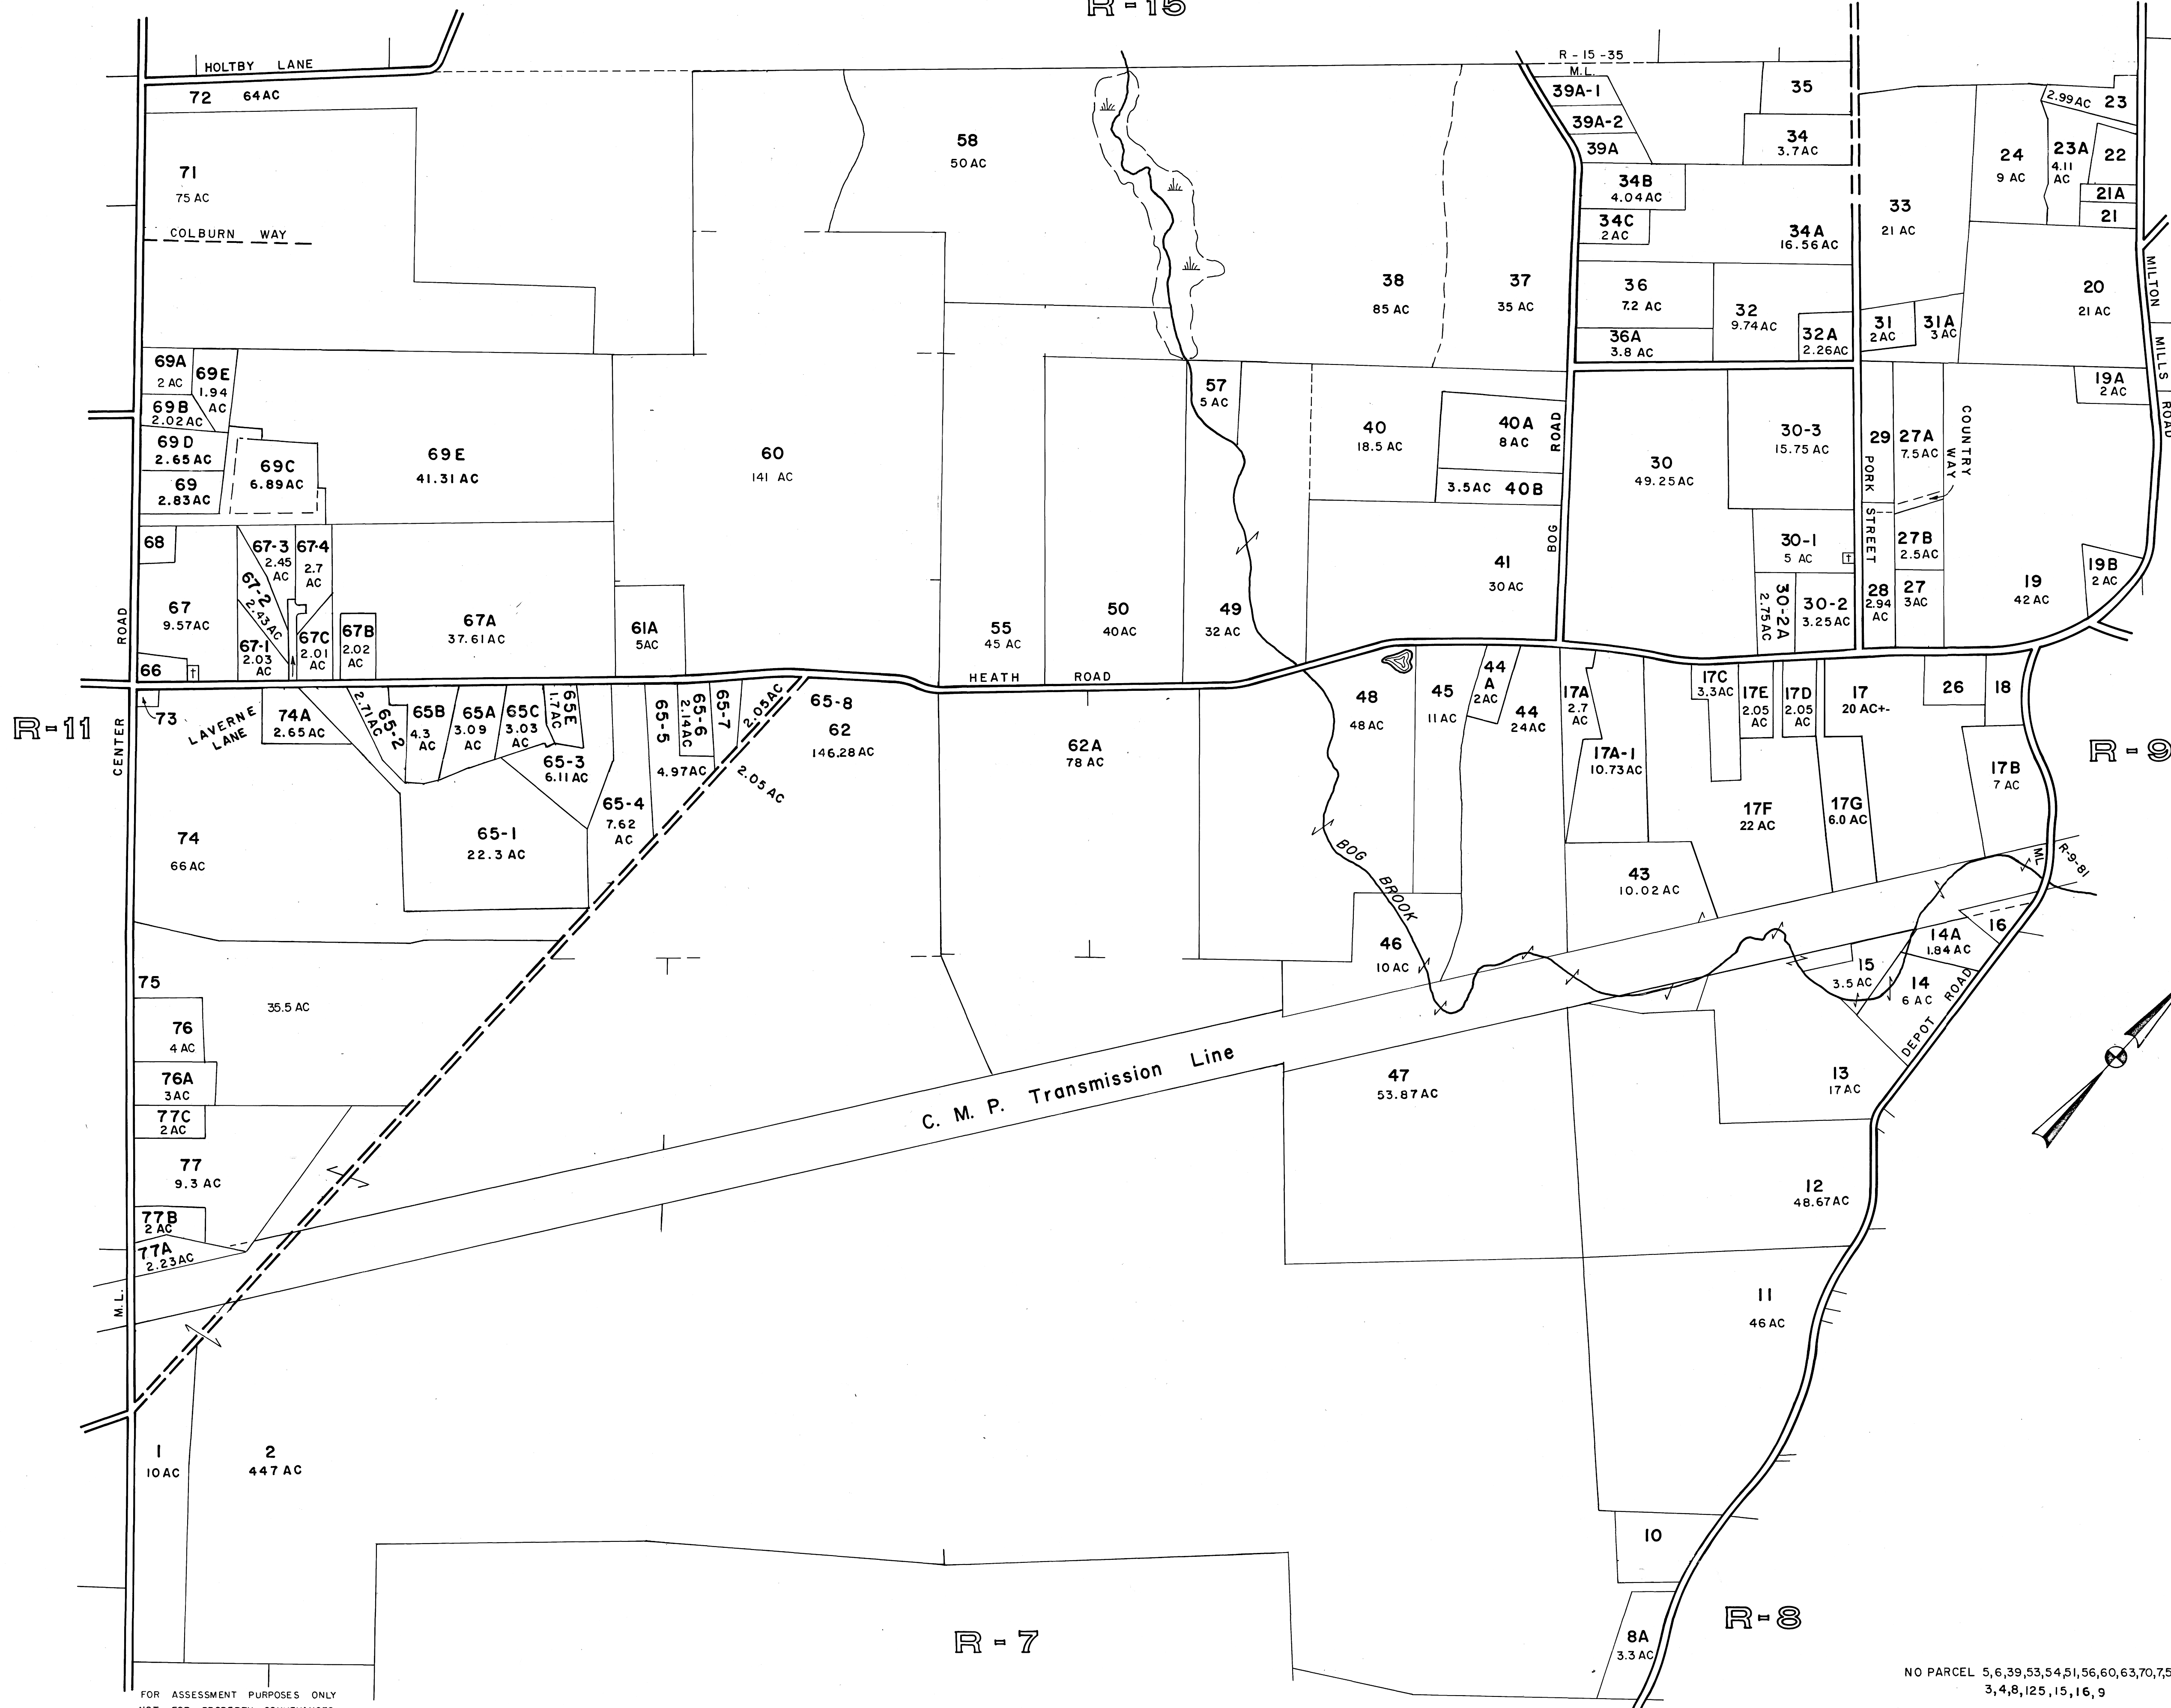 R-15
HOLTBY LANE
R-15-35
M.L.
72 64 AC
39A-1
35
2.99 AC 23
39A-2
34
3.7 AC
39A
58
50 AC
24
9 AC
23A
4.11
AC
22
71
75 AC
34B
4.04 AC
21A
21
34C
2 AC
33
21 AC
COLBURN WAY
34A
16.56 AC
MILTON MILLS ROAD
38
85 AC
37
35 AC
36
7.2 AC
20
21 AC
32
9.74 AC
31
2 AC
31A
3 AC
36A
3.8 AC
32A
2.26 AC
69A
2 AC
69E
1.94
AC
57
5 AC
19A
2 AC
69B
2.02 AC
40
18.5 AC
40A
8 AC
BOG ROAD
30-3
15.75 AC
29
27A
7.5 AC
COUNTRY
WAY
69D
2.65 AC
69C
6.89 AC
69E
41.31 AC
60
141 AC
30
49.25 AC
PORK STREET
69
2.83 AC
3.5 AC 40B
68
67-3
2.45
AC
67-4
2.7
AC
30-1
5 AC
27B
2.5 AC
41
30 AC
19B
2 AC
67-2
2.43 AC
19
42 AC
67
9.57 AC
67A
37.61 AC
61A
5 AC
55
45 AC
50
40 AC
49
32 AC
30-2A
2.75 AC
30-2
3.25 AC
28
2.94
AC
27
3 AC
67-1
2.03
AC
67C
2.01
AC
67B
2.02
AC
66
HEATH ROAD
R-11
CENTER ROAD
73
LAVERNE
LANE
74A
2.65 AC
65-2
2.71 AC
65B
4.3
AC
65A
3.09
AC
65C
3.03
AC
65E
1.7 AC
65-5
65-6
2.14 AC
65-7
2.05 AC
65-8
62
146.28 AC
48
48 AC
45
11 AC
44
A
2 AC
44
24 AC
17A
2.7
AC
17C
3.3 AC
17E
2.05
AC
17D
2.05
AC
17
20 AC+-
26
18
R-9
62A
78 AC
65-3
6.11 AC
4.97 AC
2.05 AC
17A-1
10.73 AC
17B
7 AC
65-4
7.62
AC
17F
22 AC
17G
6.0 AC
74
66 AC
65-1
22.3 AC
BOG BROOK
ML
R-9-81
43
10.02 AC
16
14A
1.84 AC
46
10 AC
15
3.5 AC
14
6 AC
DEPOT ROAD
75
35.5 AC
76
4 AC
C. M. P. Transmission Line
47
53.87 AC
13
17 AC
76A
3 AC
77C
2 AC
77
9.3 AC
12
48.67 AC
77B
2 AC
77A
2.23 AC
M.L.
11
46 AC
1
10 AC
2
447 AC
10
R-8
8A
3.3 AC
R-7
NO PARCEL 5,6,39,53,54,51,56,60,63,70,7,5
3,4,8,125,15,16,9
FOR ASSESSMENT PURPOSES ONLY